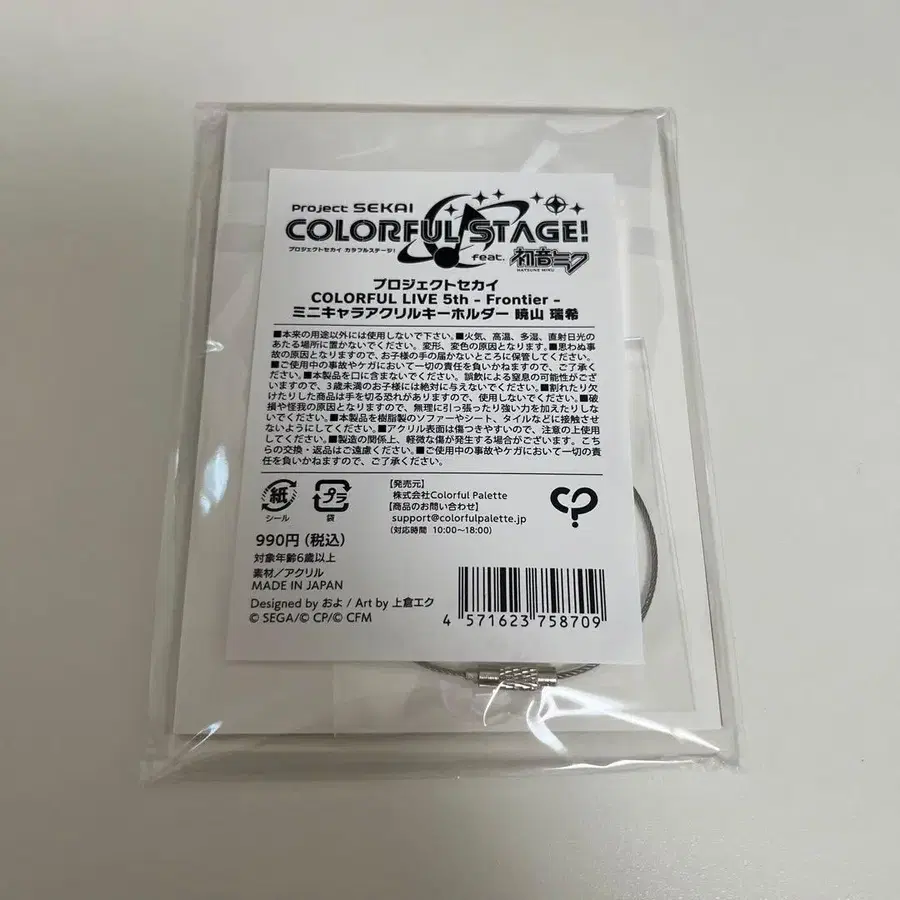 Project SEKAI
COLORFUL STAGE!
プロジェクトセカイ カラフルステージ!
feat. 初音ミク
HATSUNE MIKU
プロジェクトセカイ
COLORFUL LIVE 5th - Frontier -
ミニキャラアクリルキーホルダー 暁山 瑞希
■本来の用途以外には使用しないで下さい。■火気、高温、多湿、直射日光の
あたる場所に置かないでください。変形、変色の原因となります。■思わぬ事
故の原因となりますので、お子様の手の届かないところに保管してください。
■ご使用中の事故やケガにおいて一切の責任を負いかねますので、ご了承く
ださい。■本製品を口に含まないでください。誤飲による窒息の可能性がござ
いますので、3歳未満のお子様には絶対に与えないでください。■割れたり欠
けたりした商品は手を切る恐れがありますので、使用しないでください。■破
損や怪我の原因となりますので、無理に引っ張ったり強い力を加えたりしな
いでください。■本製品を樹脂製のソファーやシート、タイルなどに接触させ
ないようにしてください。■アクリル表面は傷つきやすいので、注意の上使用
してください。■製造の関係上、軽微な傷が発生する場合がございます。こち
らの交換・返品はご遠慮ください。■ご使用中の事故やケガにおいて一切の責
任を負いかねますので、ご了承ください。
紙
シール
プラ
袋
【発売元】
株式会社Colorful Palette
【商品のお問い合わせ】
support@colorfulpalette.jp
(対応時間 10:00〜18:00)
990円(税込)
対象年齢6歳以上
素材/アクリル
MADE IN JAPAN
Designed by およ / Art by 上倉エク
© SEGA/© CP/© CFM
4 571623 758709